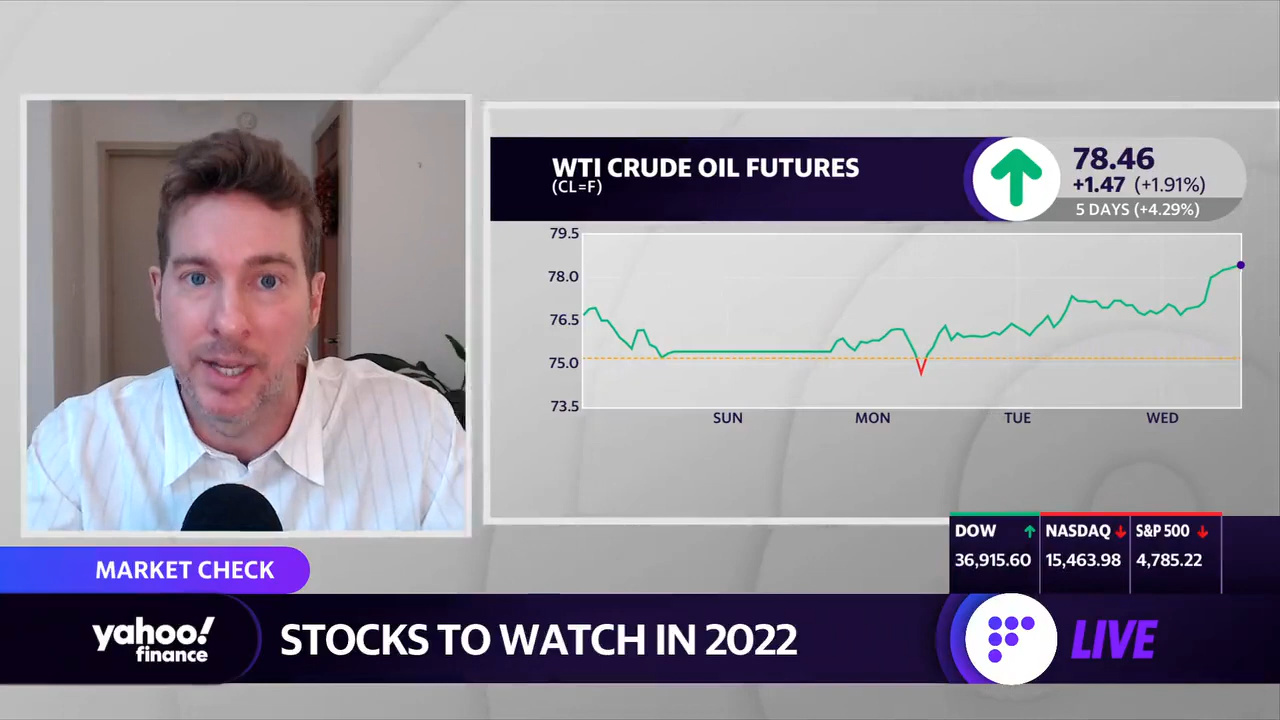 WTI CRUDE OIL FUTURES
(CL=F)
78.46
+1.47 (+1.91%)
5 DAYS (+4.29%)
79.5
78.0
76.5
75.0
73.5
SUN MON TUE WED
DOW NASDAQ S&P 500
36,915.60 15,463.98 4,785.22
MARKET CHECK
yahoo!
finance
STOCKS TO WATCH IN 2022
LIVE